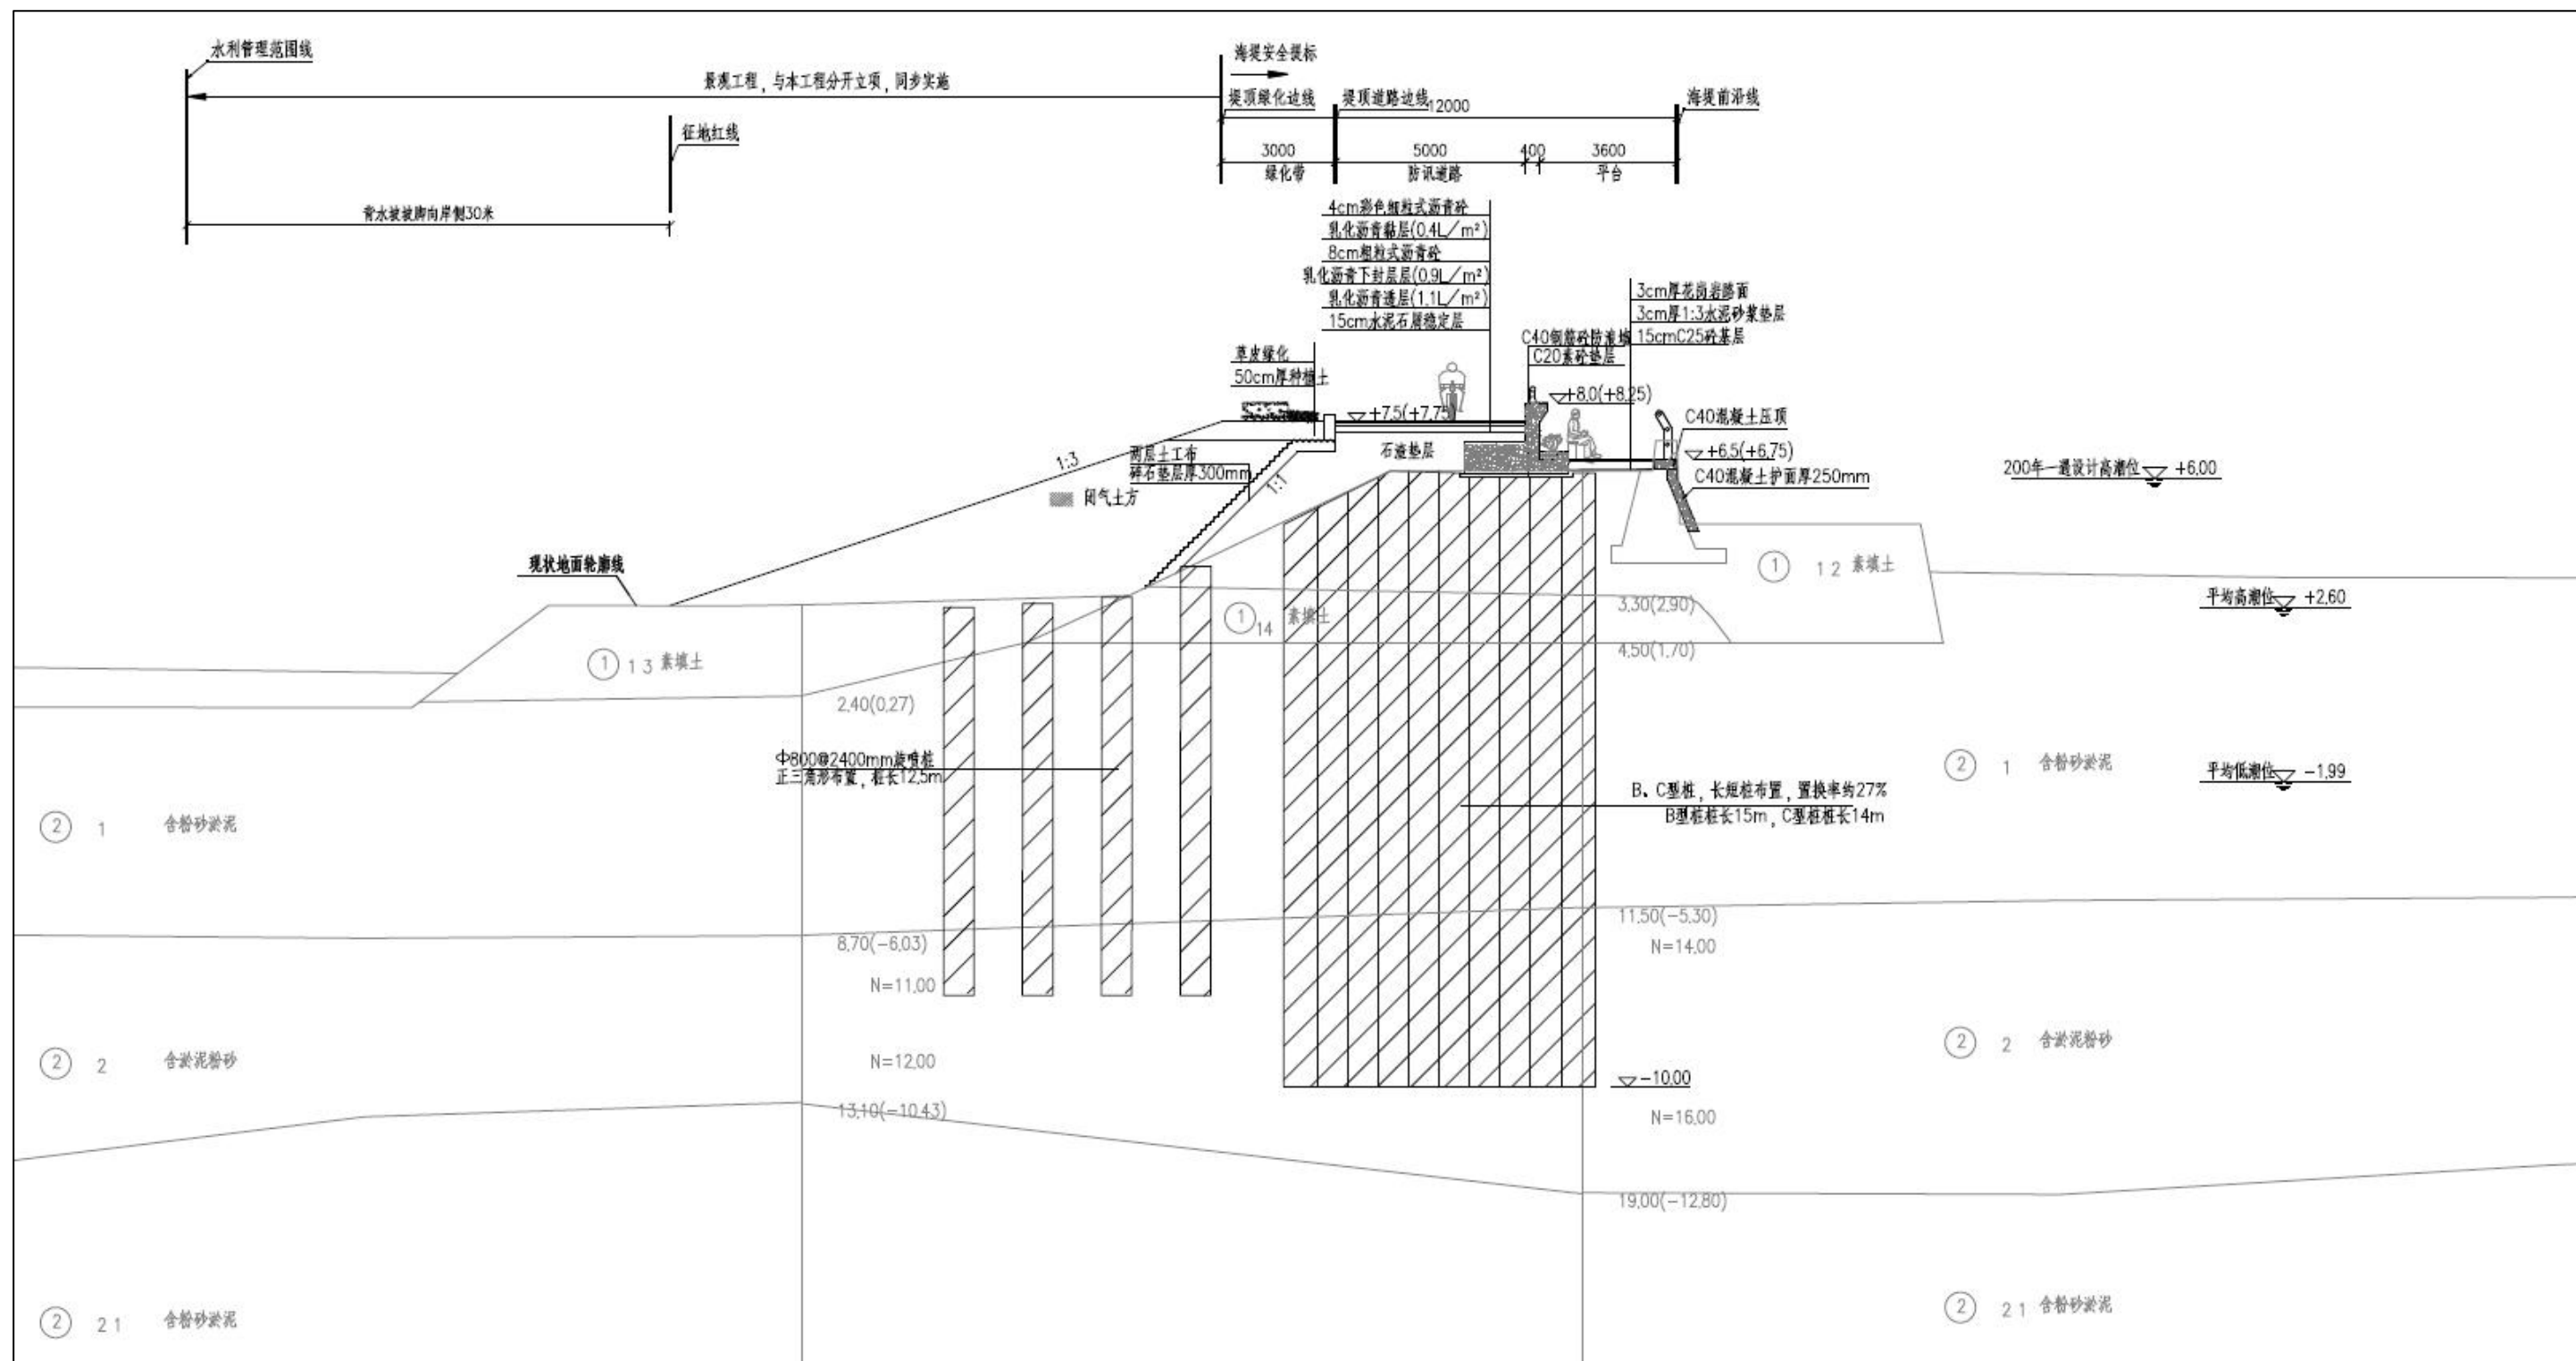 水利管理范围线
海堤安全提标
景观工程，与本工程分开立项，同步实施
堤顶绿化边线
堤顶道路边线
12000
海堤前沿线
征地红线
3000
5000
400
3600
绿化带
防汛道路
平台
背水坡坡脚向岸侧30米
4cm彩色细粒式沥青砼
乳化沥青黏层(0.4L/m²)
8cm粗粒式沥青砼
乳化沥青下封层层(0.9L/m²)
乳化沥青透层(1.1L/m²)
15cm水泥石屑稳定层
3cm厚花岗岩路面
3cm厚1:3水泥砂浆垫层
15cmC25砼基层
C40钢筋砼防浪墙
C20素砼垫层
草皮绿化
50cm厚种植土
+8.0(+8.25)
+7.5(+7.75)
C40混凝土压顶
+6.5(+6.75)
C40混凝土护面厚250mm
200年一遇设计高潮位
+6.00
两层土工布
碎石垫层厚300mm
石渣垫层
1:3
1:1
闭气土方
现状地面轮廓线
① 12 素填土
平均高潮位
+2.60
3.30(2.90)
① 14 素填土
4.50(1.70)
① 13 素填土
2.40(0.27)
Φ800@2400mm旋喷桩
正三角形布置，桩长12.5m
② 1 含粉砂淤泥
平均低潮位
-1.99
B、C型桩，长短桩布置，置换率约27%
B型桩桩长15m，C型桩桩长14m
② 1 含粉砂淤泥
11.50(-5.30)
8.70(-6.03)
N=14.00
N=11.00
② 2 含淤泥粉砂
② 2 含淤泥粉砂
N=12.00
-10.00
13.10(-10.43)
N=16.00
19.00(-12.80)
② 21 含粉砂淤泥
② 21 含粉砂淤泥